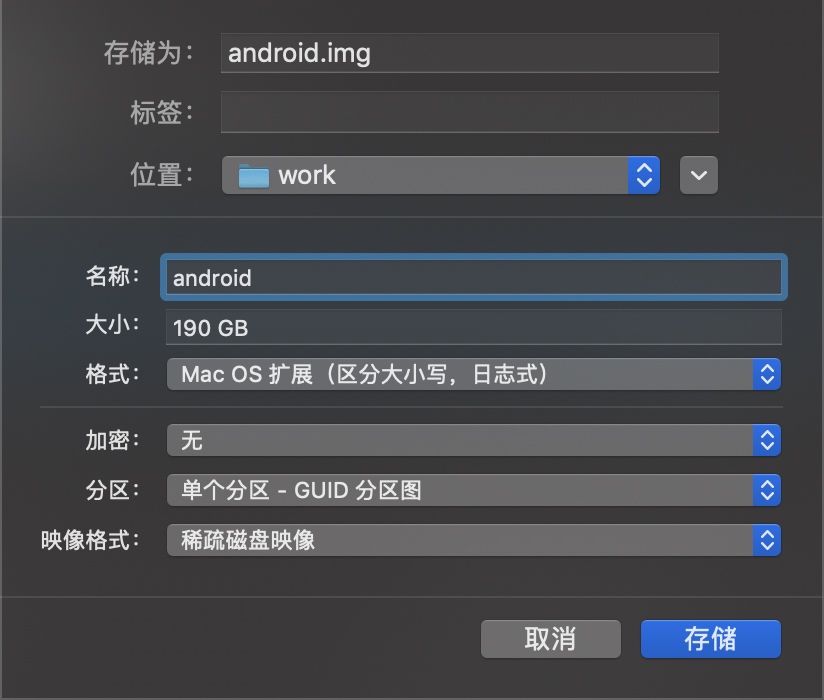 存储为： android.img
标签：
位置： work
名称： android
大小： 190 GB
格式： Mac OS 扩展（区分大小写，日志式）
加密： 无
分区： 单个分区 - GUID 分区图
映像格式： 稀疏磁盘映像
取消 存储